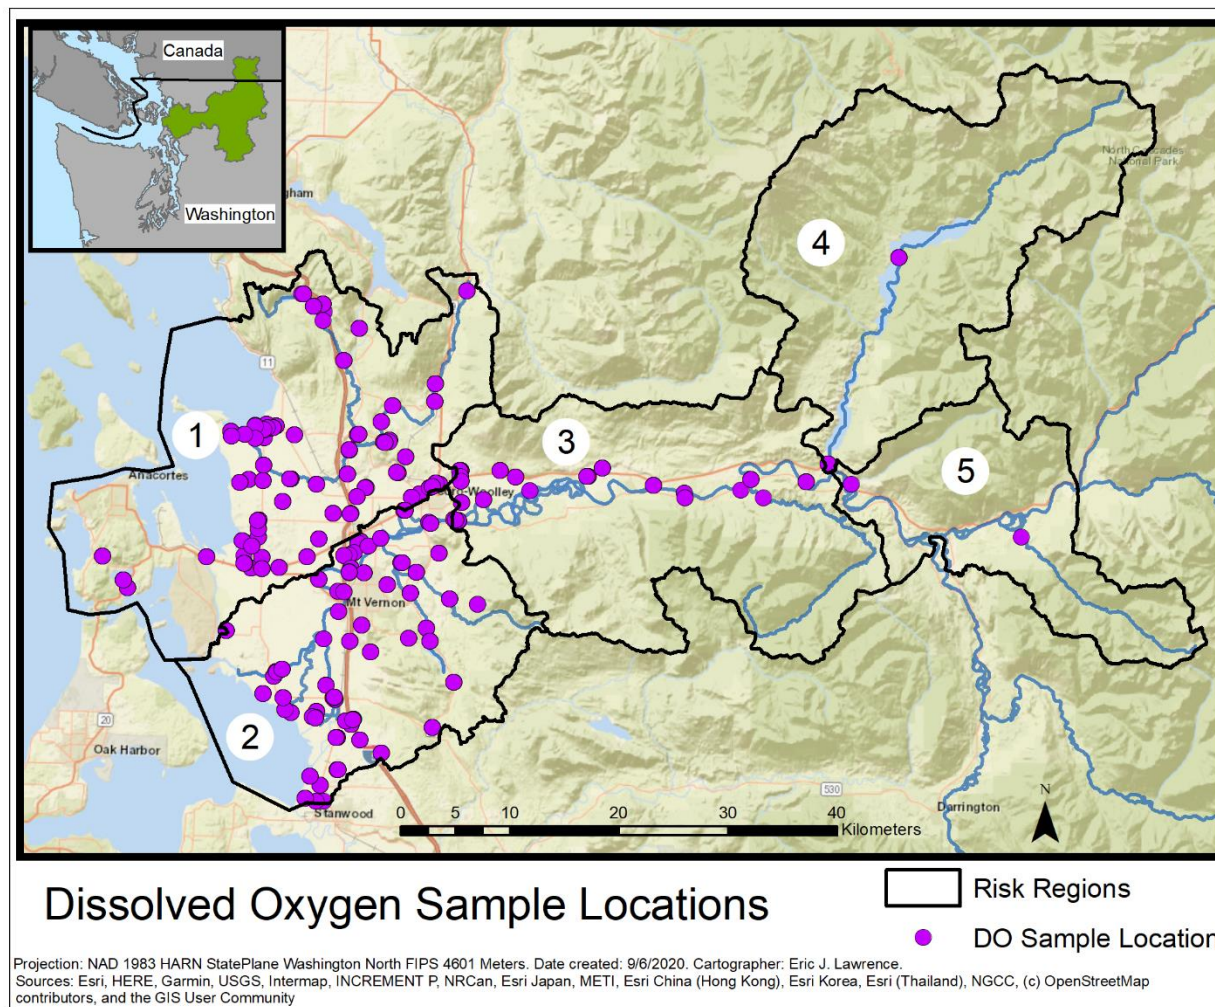 Canada
Washington
gham
North Cascades
National Park
4
11
1
3
5
Anacortes
Sedro-Woolley
Mt Vernon
2
20
Oak Harbor
530
N
Stanwood
Darrington
0 5 10 20 30 40
Kilometers
Dissolved Oxygen Sample Locations
Risk Regions
DO Sample Location
Projection: NAD 1983 HARN StatePlane Washington North FIPS 4601 Meters. Date created: 9/6/2020. Cartographer: Eric J. Lawrence.
Sources: Esri, HERE, Garmin, USGS, Intermap, INCREMENT P, NRCan, Esri Japan, METI, Esri China (Hong Kong), Esri Korea, Esri (Thailand), NGCC, (c) OpenStreetMap
contributors, and the GIS User Community